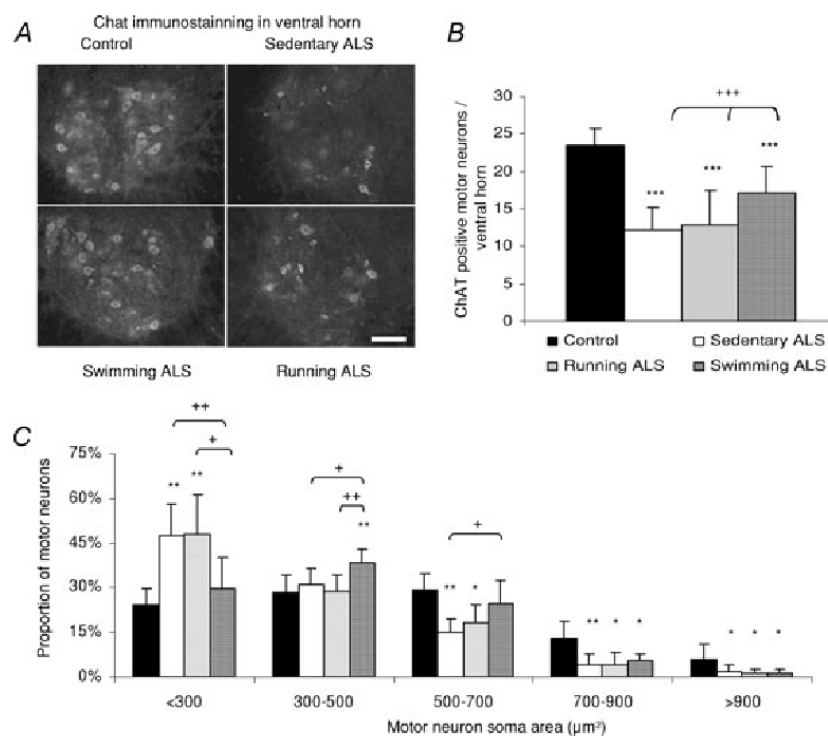 A
Chat immunostainning in ventral horn
Control Sedentary ALS
Swimming ALS Running ALS
B
ChAT positive motor neurons /
ventral horn
30
25
20
15
10
5
0
+++
*** *** ***
Control Sedentary ALS
Running ALS Swimming ALS
C
Proportion of motor neurons
75%
60%
45%
30%
15%
0%
++
+
** **
+
++
**
+
** *
** * *
* * *
<300 300-500 500-700 700-900 >900
Motor neuron soma area (µm²)